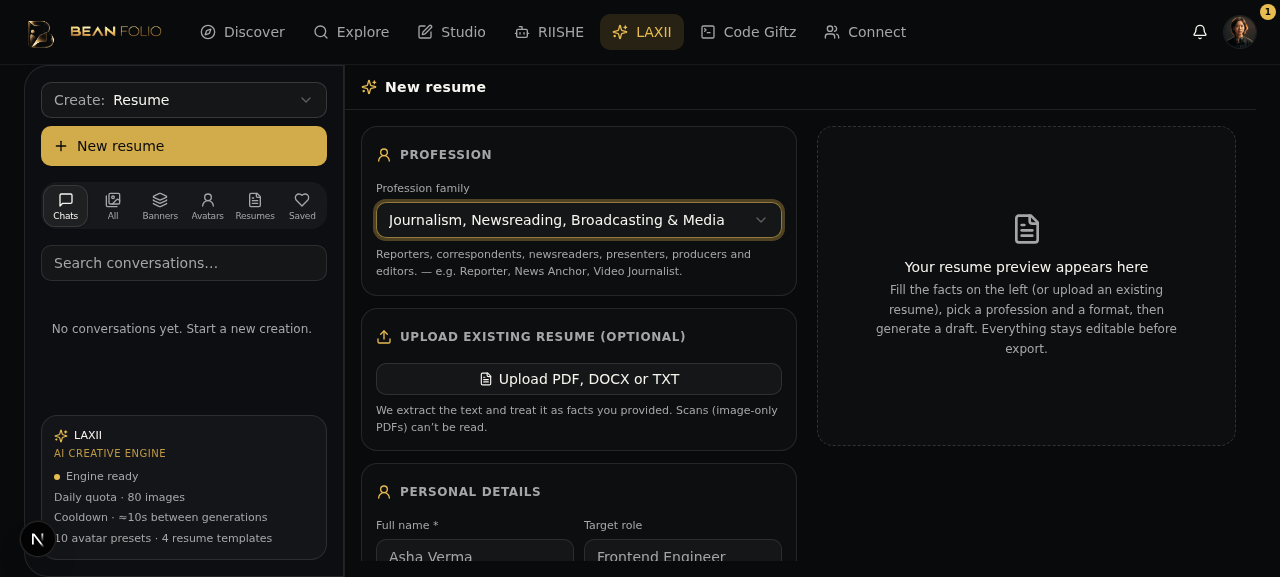 BEAN FOLIO
Discover
Explore
Studio
RIISHE
LAXII
Code Giftz
Connect
1
Create: Resume
New resume
Chats
All
Banners
Avatars
Resumes
Saved
Search conversations...
No conversations yet. Start a new creation.
LAXII
AI CREATIVE ENGINE
Engine ready
Daily quota · 80 images
Cooldown · ≈10s between generations
10 avatar presets · 4 resume templates
N
New resume
PROFESSION
Profession family
Journalism, Newsreading, Broadcasting & Media
Reporters, correspondents, newsreaders, presenters, producers and
editors. — e.g. Reporter, News Anchor, Video Journalist.
UPLOAD EXISTING RESUME (OPTIONAL)
Upload PDF, DOCX or TXT
We extract the text and treat it as facts you provided. Scans (image-only
PDFs) can’t be read.
PERSONAL DETAILS
Full name *
Target role
Asha Verma
Frontend Engineer
Your resume preview appears here
Fill the facts on the left (or upload an existing
resume), pick a profession and a format, then
generate a draft. Everything stays editable before
export.